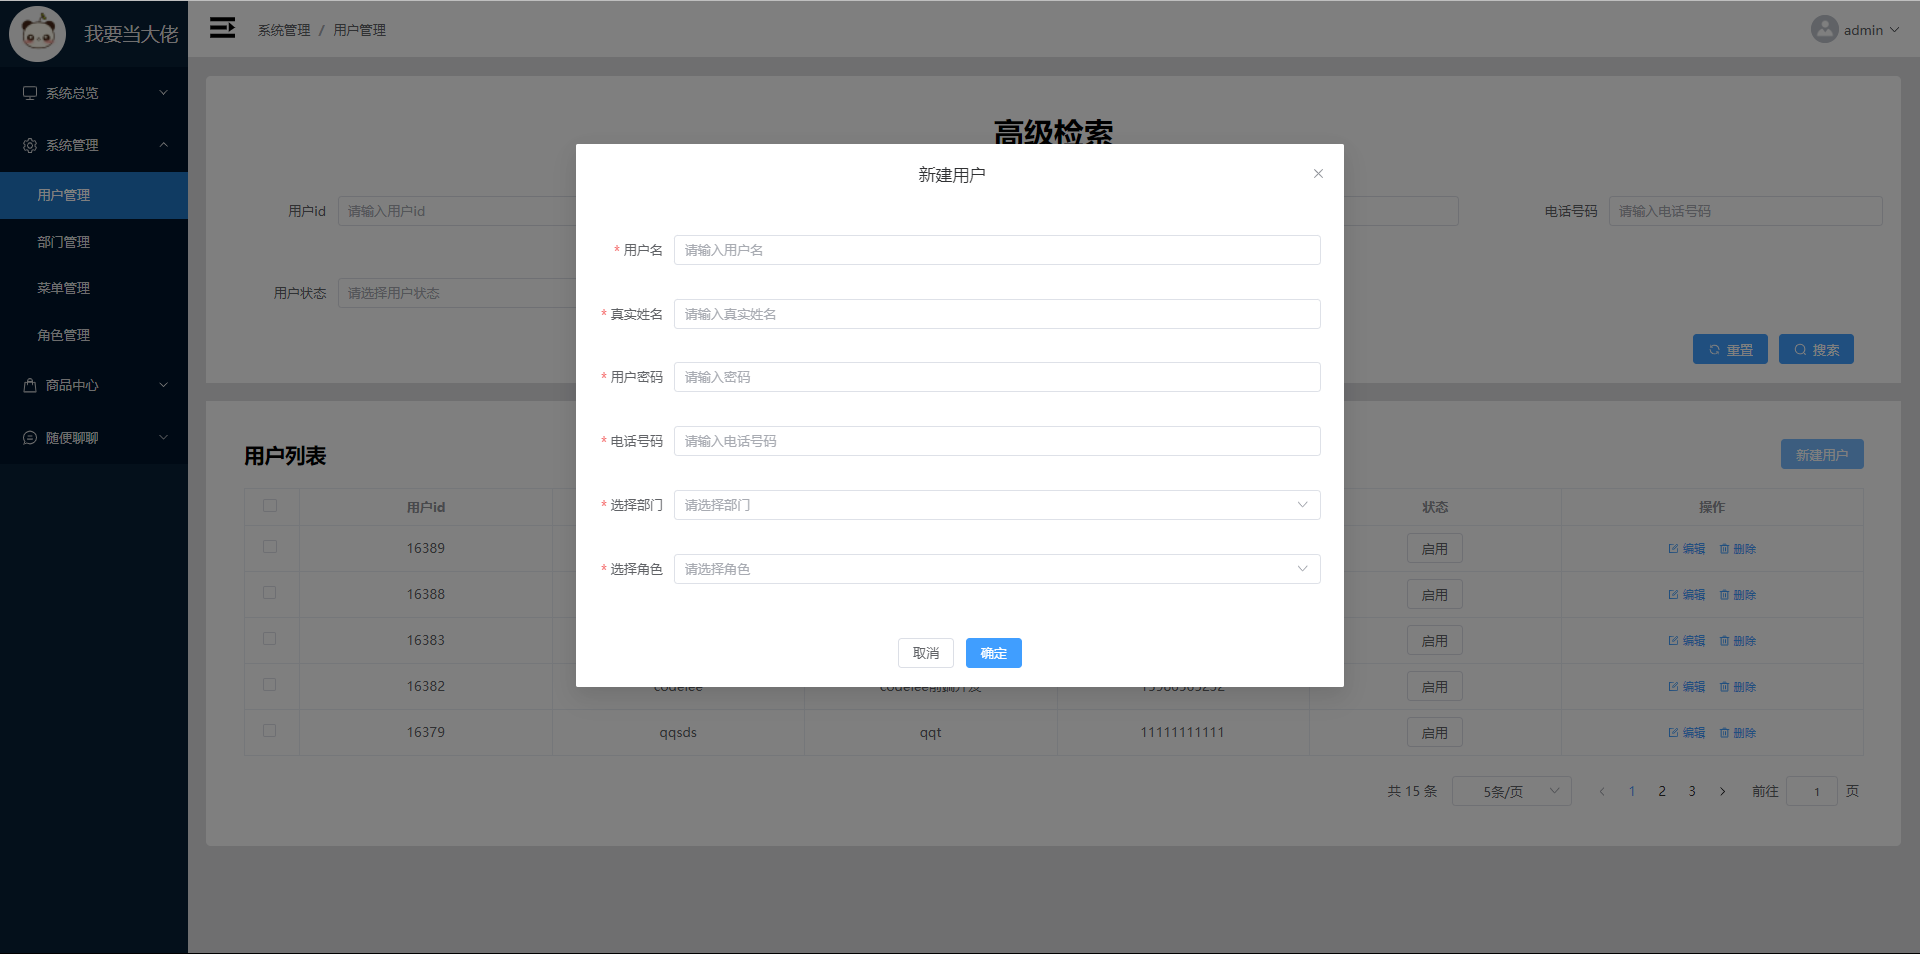 我要当大佬
系统管理 / 用户管理
admin
系统总览
系统管理
用户管理
部门管理
菜单管理
角色管理
商品中心
随便聊聊
高级检索
用户id 请输入用户id
电话号码 请输入电话号码
用户状态 请选择用户状态
重置 搜索
新建用户
* 用户名 请输入用户名
* 真实姓名 请输入真实姓名
* 用户密码 请输入密码
* 电话号码 请输入电话号码
* 选择部门 请选择部门
* 选择角色 请选择角色
取消 确定
用户列表 新建用户
用户id 状态 操作
16389 启用 编辑 删除
16388 启用 编辑 删除
16383 启用 编辑 删除
16382 codelee 启用 编辑 删除
16379 qqsds qqt 11111111111 启用 编辑 删除
共 15 条 5条/页 1 2 3 前往 1 页